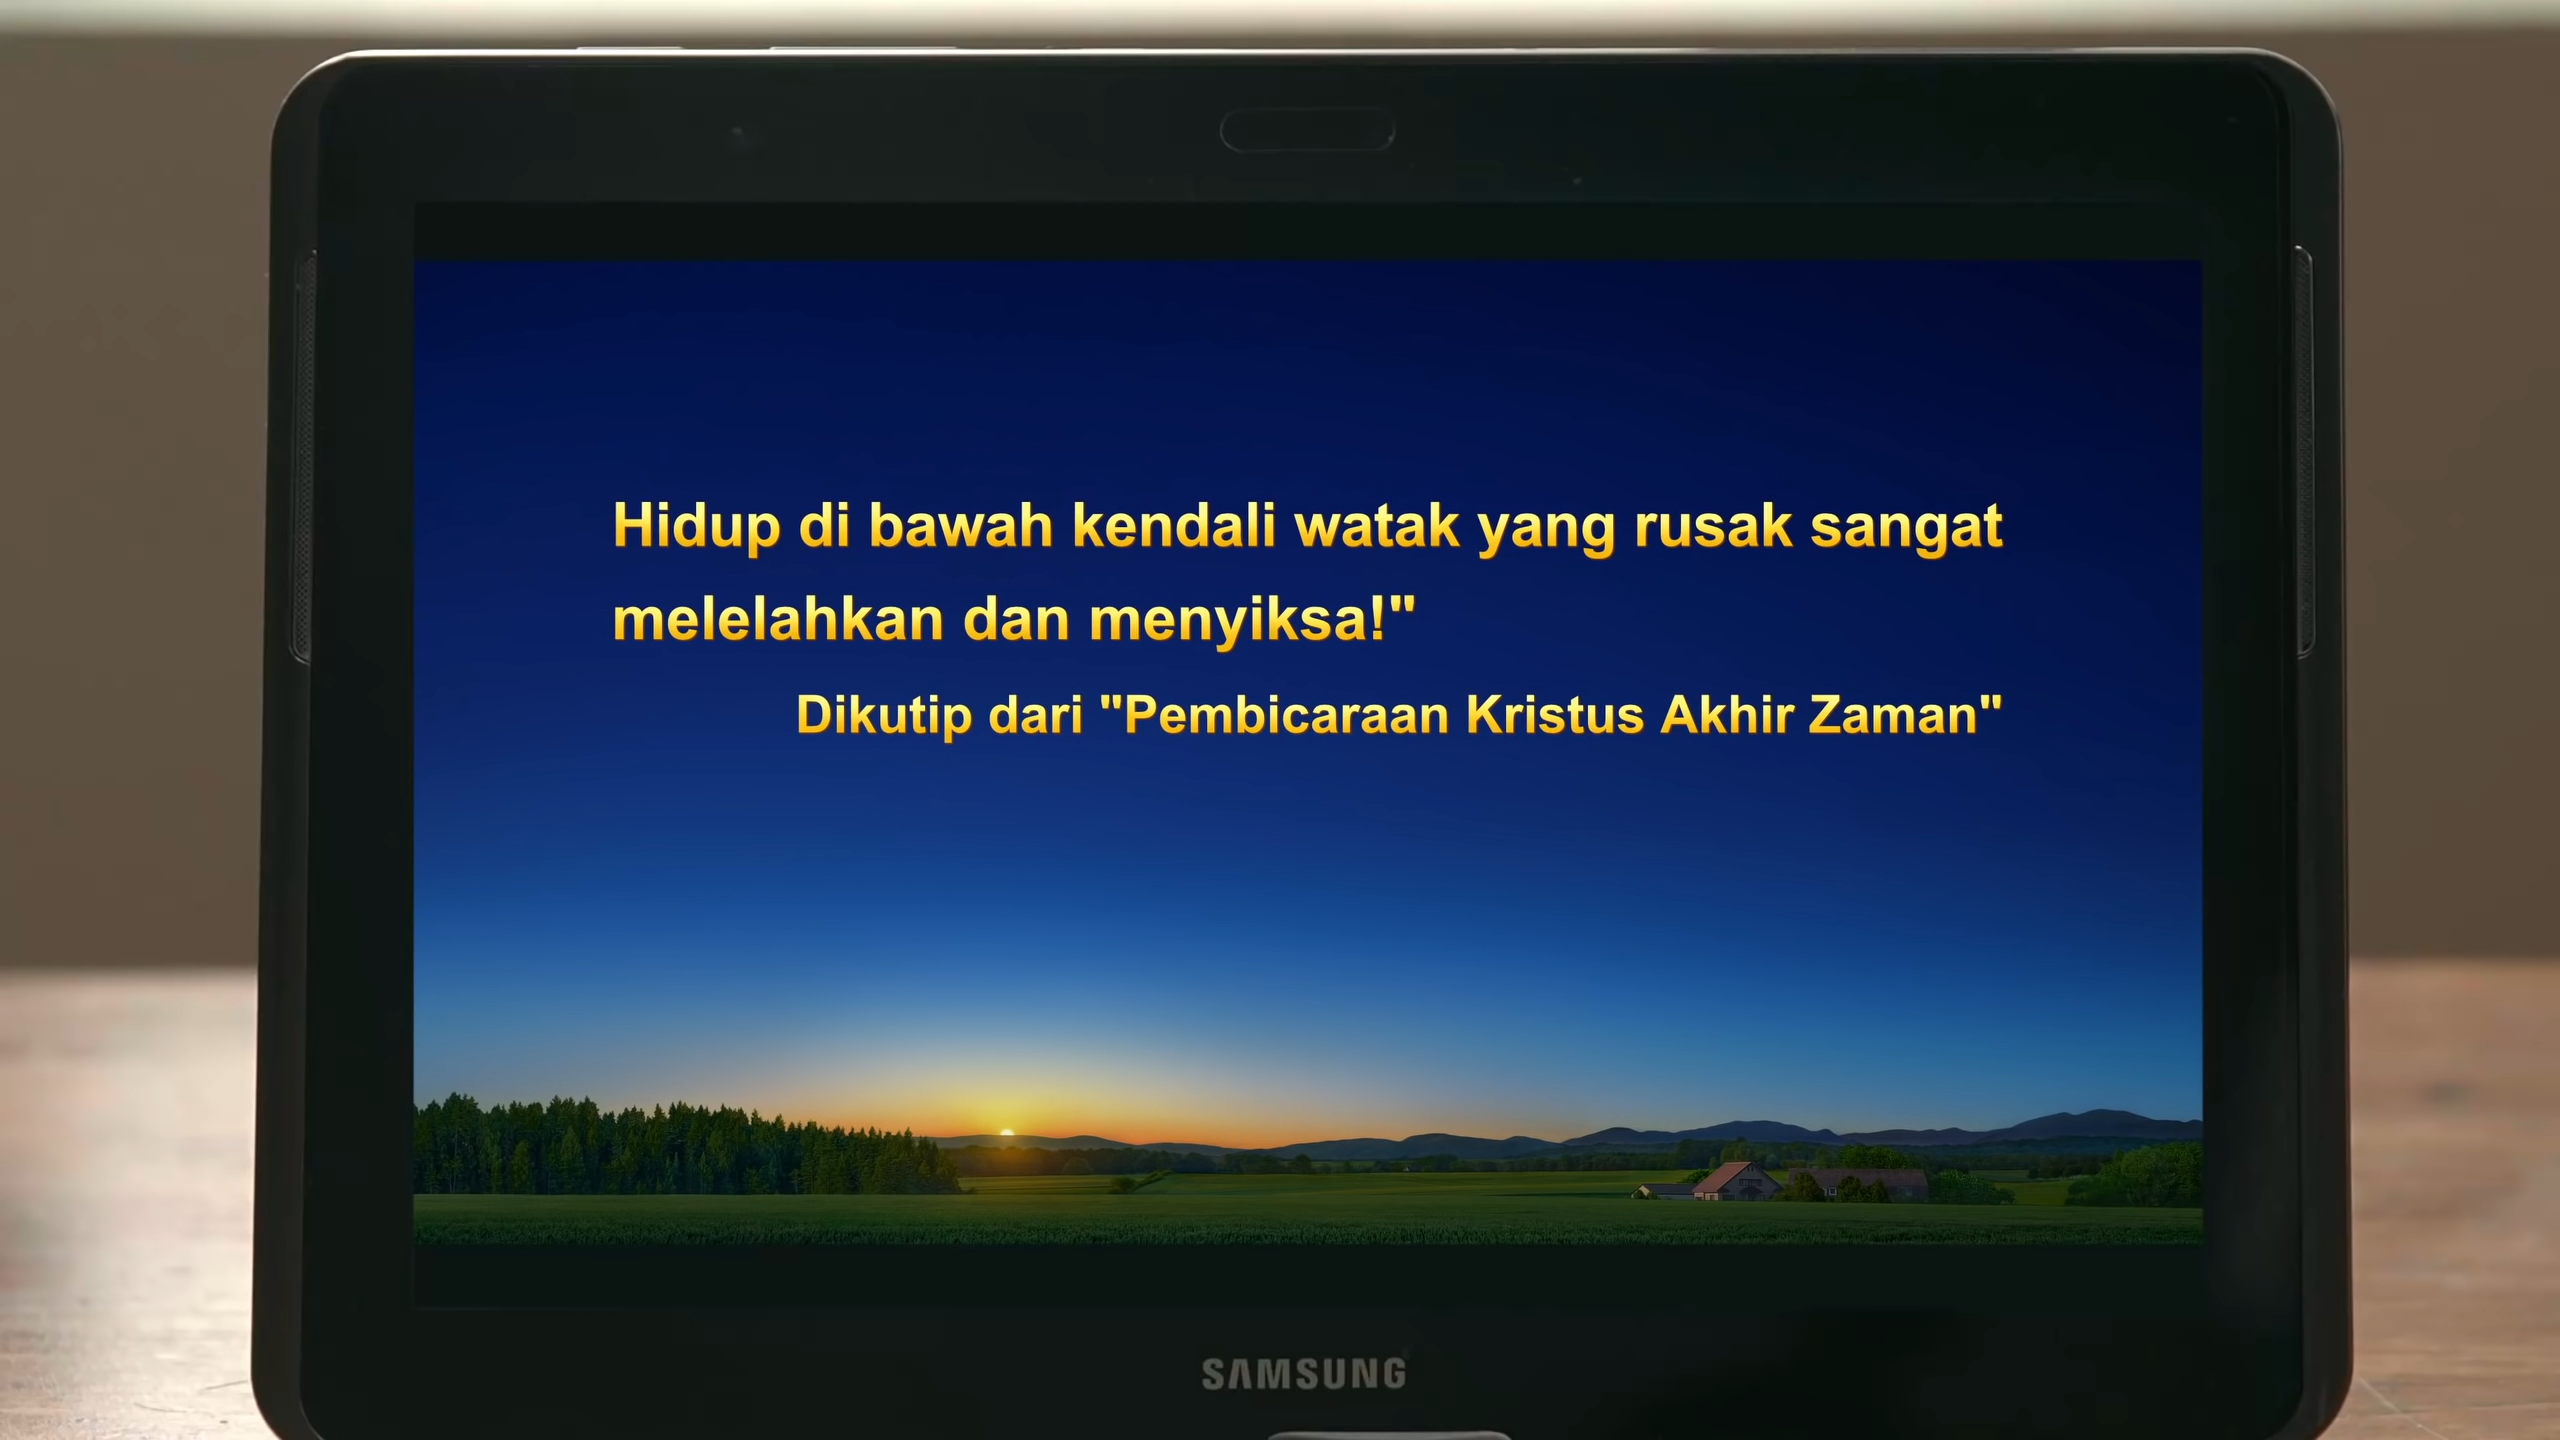 Hidup di bawah kendali watak yang rusak sangat
melelahkan dan menyiksa!"
Dikutip dari "Pembicaraan Kristus Akhir Zaman"
SAMSUNG